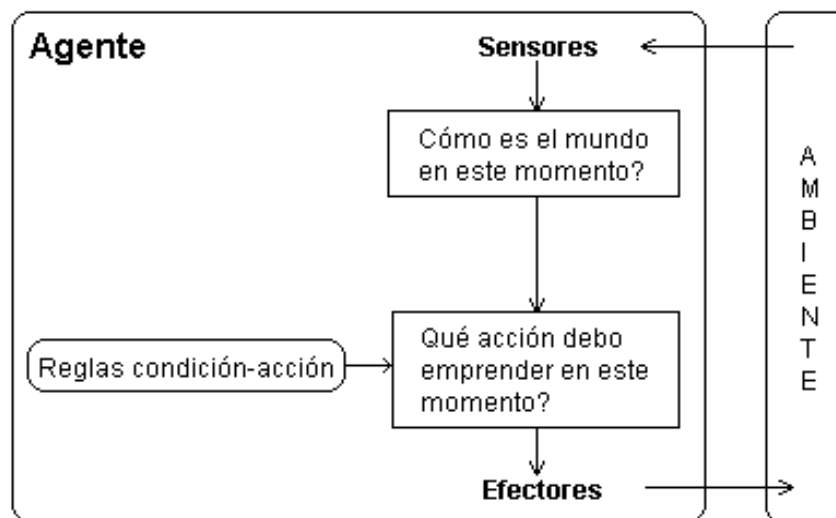 Agente
Sensores
Cómo es el mundo
en este momento?
Reglas condición-acción
Qué acción debo
emprender en este
momento?
Efectores
AMBIENTE